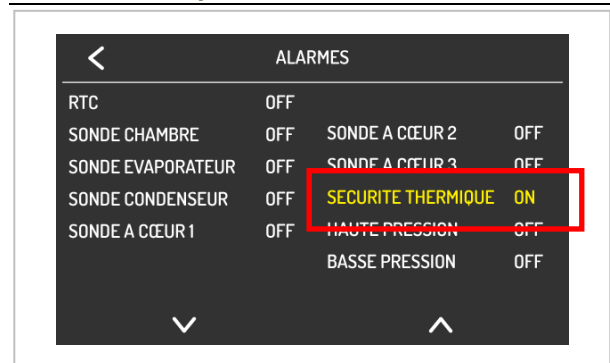 ALARMES
RTC OFF
SONDE CHAMBRE OFF
SONDE EVAPORATEUR OFF
SONDE CONDENSEUR OFF
SONDE A CŒUR 1 OFF
SONDE A CŒUR 2 OFF
SONDE A CŒUR 3 OFF
SECURITE THERMIQUE ON
HAUTE PRESSION OFF
BASSE PRESSION OFF